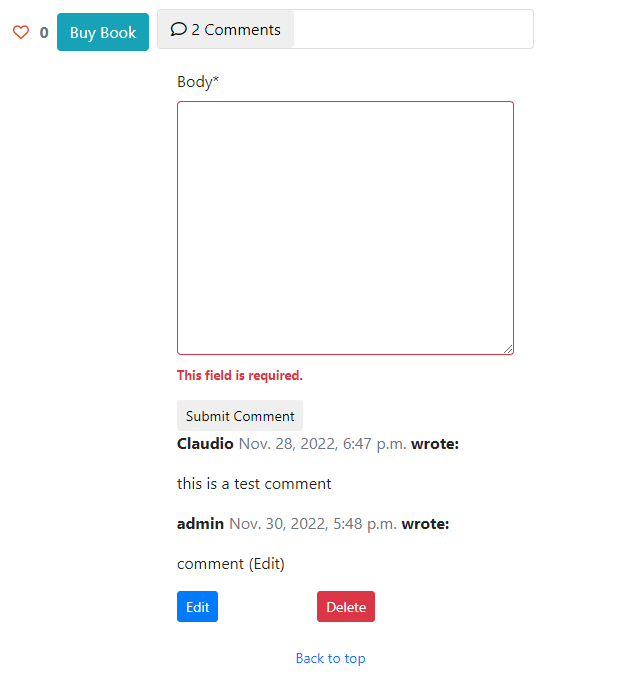 0 Buy Book 2 Comments
Body*
This field is required.
Submit Comment
Claudio Nov. 28, 2022, 6:47 p.m. wrote:
this is a test comment
admin Nov. 30, 2022, 5:48 p.m. wrote:
comment (Edit)
Edit Delete
Back to top